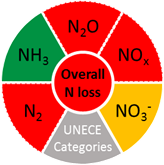 N₂O
NH₃
NOₓ
Overall
N loss
N₂
NO₃⁻
UNECE
Categories